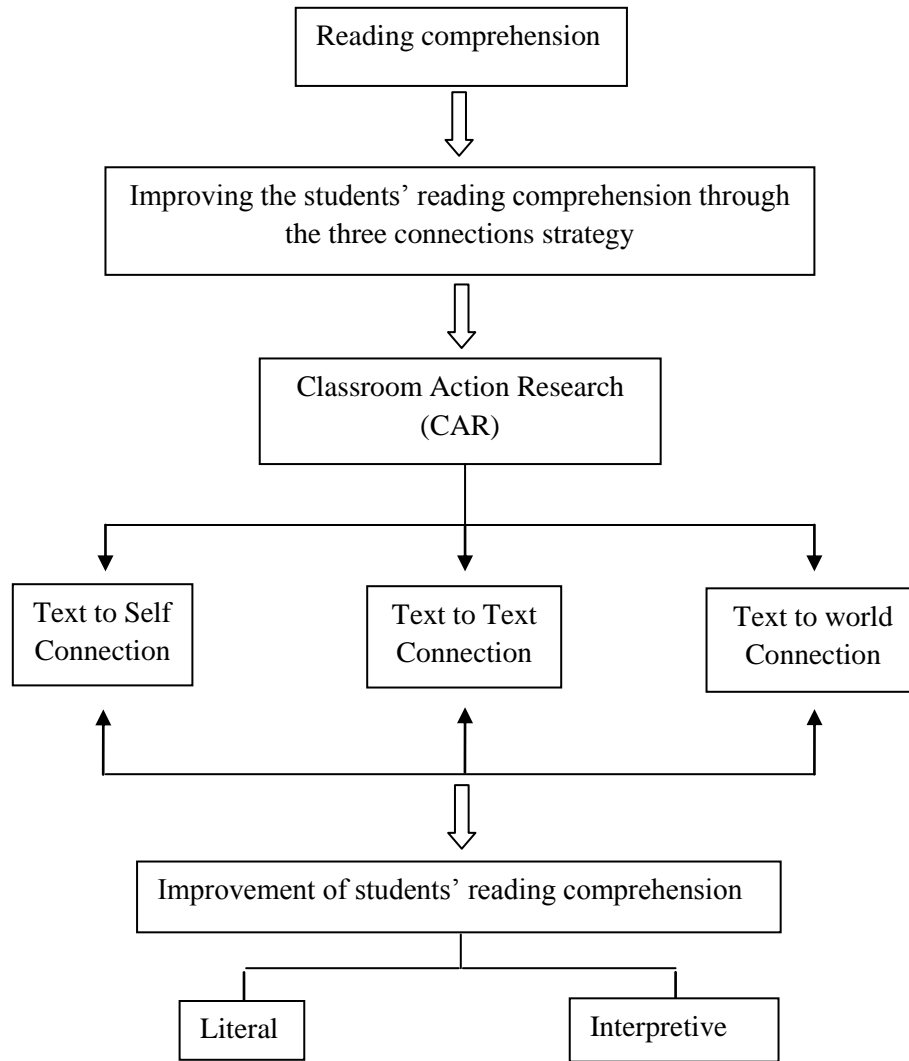 Reading comprehension
Improving the students’ reading comprehension through
the three connections strategy
Classroom Action Research
(CAR)
Text to Self
Connection
Text to Text
Connection
Text to world
Connection
Improvement of students’ reading comprehension
Literal
Interpretive